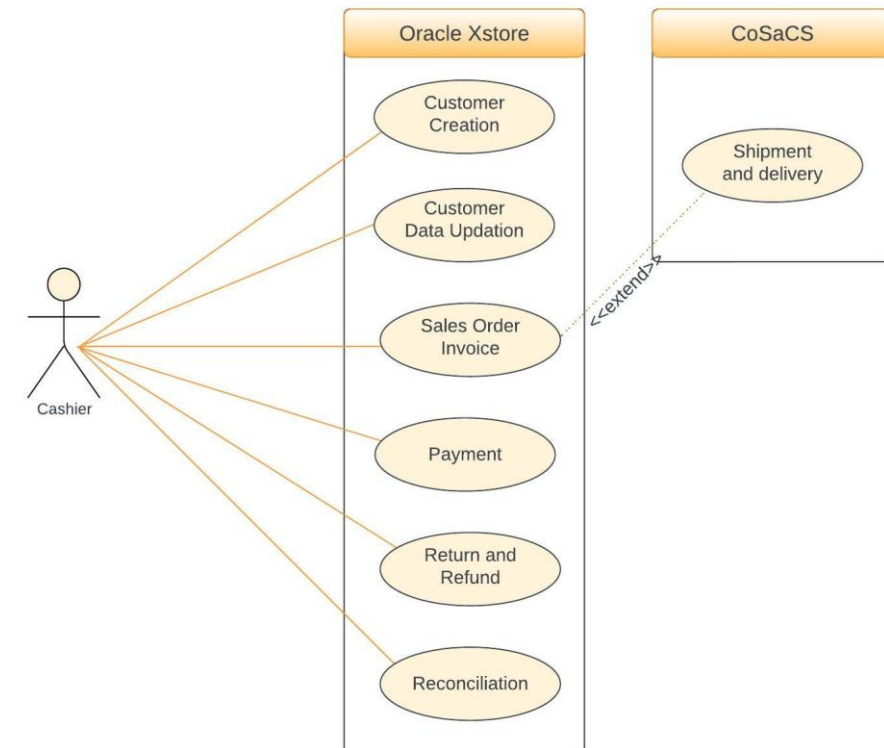 Oracle Xstore
CoSaCS
Customer
Creation
Shipment
and delivery
Customer
Data Updation
<<extend>>
Sales Order
Invoice
Cashier
Payment
Return and
Refund
Reconciliation